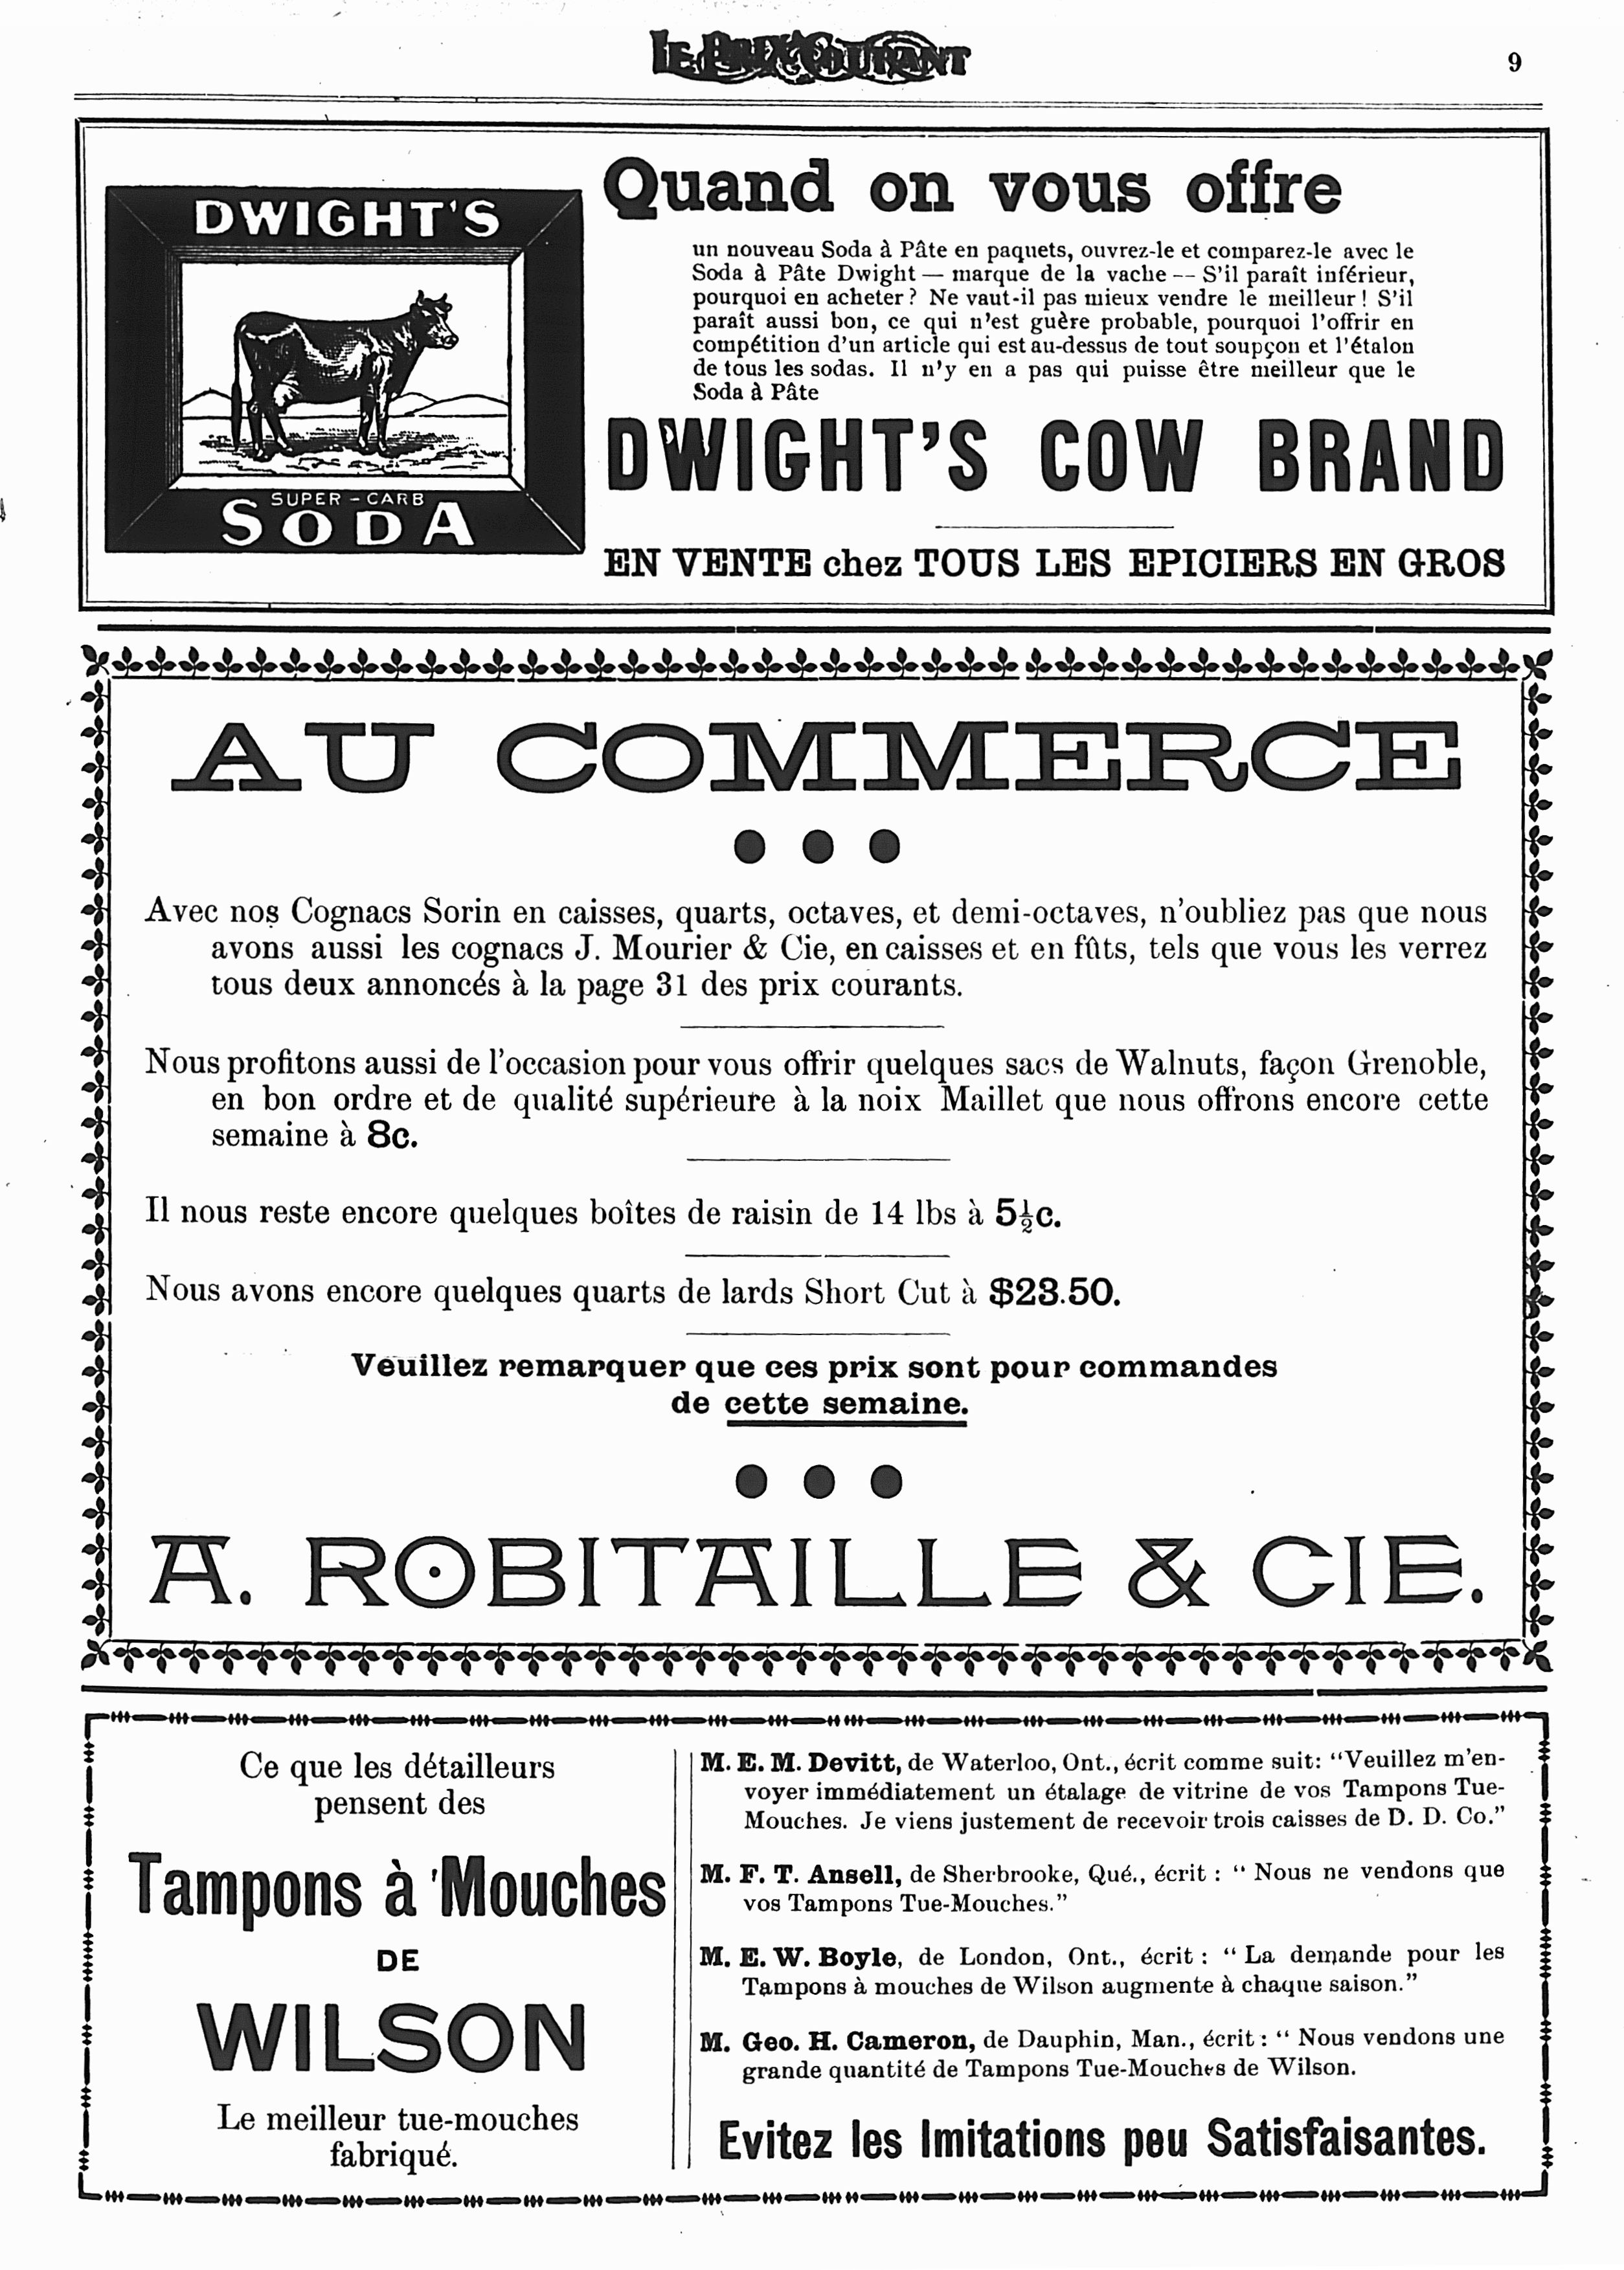 LE PRIX COURANT
9
DWIGHT'S
SUPER-CARB
SODA
Quand on vous offre
un nouveau Soda à Pâte en paquets, ouvrez-le et comparez-le avec le
Soda à Pâte Dwight — marque de la vache — S'il paraît inférieur,
pourquoi en acheter? Ne vaut-il pas mieux vendre le meilleur! S'il
paraît aussi bon, ce qui n'est guère probable, pourquoi l'offrir en
compétition d'un article qui est au-dessus de tout soupçon et l'étalon
de tous les sodas. Il n'y en a pas qui puisse être meilleur que le
Soda à Pâte
DWIGHT'S COW BRAND
EN VENTE chez TOUS LES EPICIERS EN GROS
AU COMMERCE
Avec nos Cognacs Sorin en caisses, quarts, octaves, et demi-octaves, n'oubliez pas que nous
avons aussi les cognacs J. Mourier & Cie, en caisses et en fûts, tels que vous les verrez
tous deux annoncés à la page 31 des prix courants.
Nous profitons aussi de l'occasion pour vous offrir quelques sacs de Walnuts, façon Grenoble,
en bon ordre et de qualité supérieure à la noix Maillet que nous offrons encore cette
semaine à 8c.
Il nous reste encore quelques boîtes de raisin de 14 lbs à 5½c.
Nous avons encore quelques quarts de lards Short Cut à $23.50.
Veuillez remarquer que ces prix sont pour commandes
de cette semaine.
A. ROBITAILLE & CIE.
Ce que les détailleurs
pensent des
Tampons à Mouches
DE
WILSON
Le meilleur tue-mouches
fabriqué.
M. E. M. Devitt, de Waterloo, Ont., écrit comme suit: "Veuillez m'en-
voyer immédiatement un étalage de vitrine de vos Tampons Tue-
Mouches. Je viens justement de recevoir trois caisses de D. D. Co."
M. F. T. Ansell, de Sherbrooke, Qué., écrit : " Nous ne vendons que
vos Tampons Tue-Mouches."
M. E. W. Boyle, de London, Ont., écrit : " La demande pour les
Tampons à mouches de Wilson augmente à chaque saison."
M. Geo. H. Cameron, de Dauphin, Man., écrit : " Nous vendons une
grande quantité de Tampons Tue-Mouches de Wilson.
Evitez les Imitations peu Satisfaisantes.